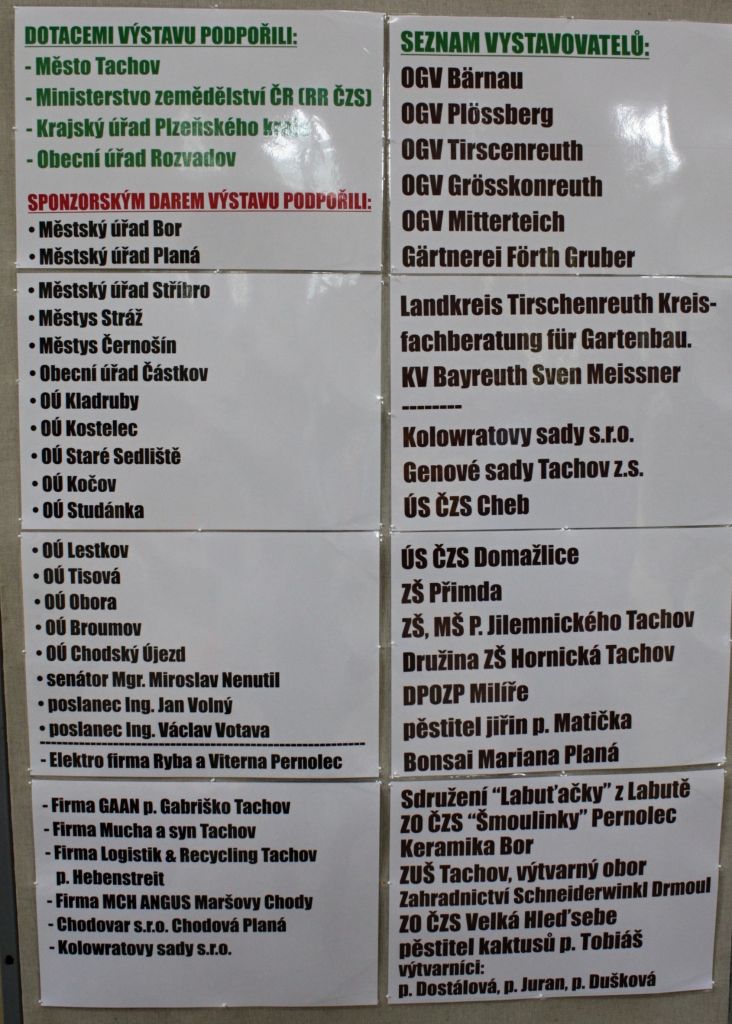 DOTACEMI VÝSTAVU PODPOŘILI:
- Město Tachov
- Ministerstvo zemědělství ČR (RR ČZS)
- Krajský úřad Plzeňského kraje
- Obecní úřad Rozvadov
SPONZORSKÝM DAREM VÝSTAVU PODPOŘILI:
• Městský úřad Bor
• Městský úřad Planá
• Městský úřad Stříbro
• Městys Stráž
• Městys Černošín
• Obecní úřad Částkov
• OÚ Kladruby
• OÚ Kostelec
• OÚ Staré Sedliště
• OÚ Kočov
• OÚ Studánka
• OÚ Lestkov
• OÚ Tisová
• OÚ Obora
• OÚ Broumov
• OÚ Chodský Újezd
• senátor Mgr. Miroslav Nenutil
• poslanec Ing. Jan Volný
• poslanec Ing. Václav Votava
- Elektro firma Ryba a Viterna Pernolec
- Firma GAAN p. Gabriško Tachov
- Firma Mucha a syn Tachov
- Firma Logistik & Recycling Tachov
p. Hebenstreit
- Firma MCH ANGUS Maršovy Chody
- Chodovar s.r.o. Chodová Planá
- Kolowratovy sady s.r.o.
SEZNAM VYSTAVOVATELŮ:
OGV Bärnau
OGV Plössberg
OGV Tirscenreuth
OGV Grösskonreuth
OGV Mitterteich
Gärtnerei Förth Gruber
Landkreis Tirschenreuth Kreis-
fachberatung für Gartenbau.
KV Bayreuth Sven Meissner
--------
Kolowratovy sady s.r.o.
Genové sady Tachov z.s.
ÚS ČZS Cheb
ÚS ČZS Domažlice
ZŠ Přimda
ZŠ, MŠ P. Jilemnického Tachov
Družina ZŠ Hornická Tachov
DPOZP Milíře
pěstitel jiřin p. Matička
Bonsai Mariana Planá
Sdružení “Labuťačky” z Labutě
ZO ČZS “Šmoulinky” Pernolec
Keramika Bor
ZUŠ Tachov, výtvarný obor
Zahradnictví Schneiderwinkl Drmoul
ZO ČZS Velká Hleďsebe
pěstitel kaktusů p. Tobiáš
výtvarníci:
p. Dostálová, p. Juran, p. Dušková